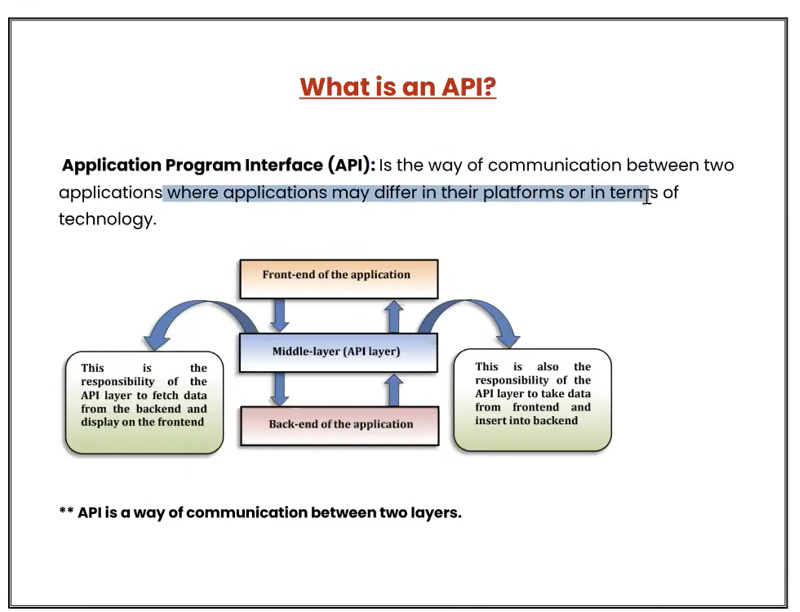 What is an API?
Application Program Interface (API): Is the way of communication between two
applications where applications may differ in their platforms or in terms of
technology.
Front-end of the application
Middle-layer (API layer)
Back-end of the application
This is the
responsibility of the
API layer to fetch data
from the backend and
display on the frontend
This is also the
responsibility of the
API layer to take data
from frontend and
insert into backend
** API is a way of communication between two layers.